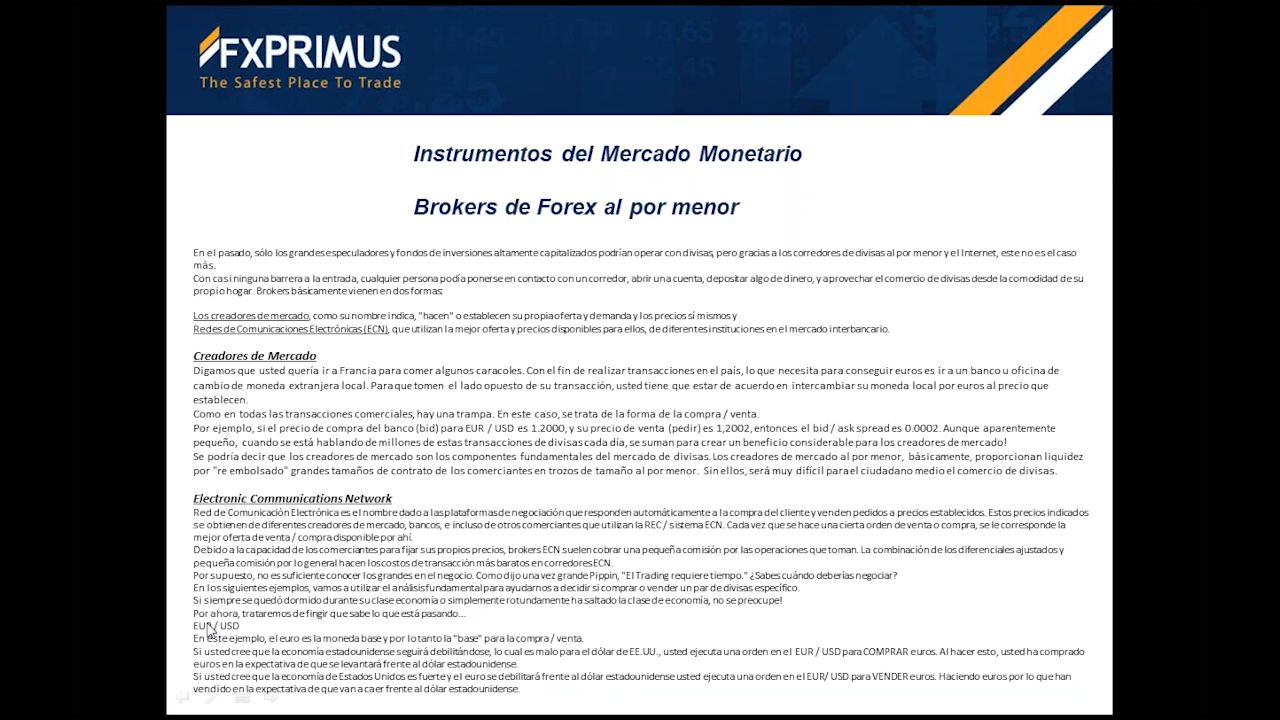 FXPRIMUS
The Safest Place To Trade
Instrumentos del Mercado Monetario
Brokers de Forex al por menor
En el pasado, sólo los grandes especuladores y fondos de inversiones altamente capitalizados podrían operar con divisas, pero gracias a los corredores de divisas al por menor y el Internet, este no es el caso
más.
Con casi ninguna barrera a la entrada, cualquier persona podía ponerse en contacto con un corredor, abrir una cuenta, depositar algo de dinero, y aprovechar el comercio de divisas desde la comodidad de su
propio hogar. Brokers básicamente vienen en dos formas:
Los creadores de mercado, como su nombre indica, "hacen" o establecen su propia oferta y demanda y los precios sí mismos y
Redes de Comunicaciones Electrónicas (ECN), que utilizan la mejor oferta y precios disponibles para ellos, de diferentes instituciones en el mercado interbancario.
Creadores de Mercado
Digamos que usted quería ir a Francia para comer algunos caracoles. Con el fin de realizar transacciones en el país, lo que necesita para conseguir euros es ir a un banco u oficina de
cambio de moneda extranjera local. Para que tomen el lado opuesto de su transacción, usted tiene que estar de acuerdo en intercambiar su moneda local por euros al precio que
establecen.
Como en todas las transacciones comerciales, hay una trampa. En este caso, se trata de la forma de la compra / venta.
Por ejemplo, si el precio de compra del banco (bid) para EUR / USD es 1.2000, y su precio de venta (pedir) es 1,2002, entonces el bid / ask spread es 0.0002. Aunque aparentemente
pequeño, cuando se está hablando de millones de estas transacciones de divisas cada día, se suman para crear un beneficio considerable para los creadores de mercado!
Se podría decir que los creadores de mercado son los componentes fundamentales del mercado de divisas. Los creadores de mercado al por menor, básicamente, proporcionan liquidez
por "re embolsado" grandes tamaños de contrato de los comerciantes en trozos de tamaño al por menor. Sin ellos, será muy difícil para el ciudadano medio el comercio de divisas.
Electronic Communications Network
Red de Comunicación Electrónica es el nombre dado a las plataformas de negociación que responden automáticamente a la compra del cliente y venden pedidos a precios establecidos. Estos precios indicados
se obtienen de diferentes creadores de mercado, bancos, e incluso de otros comerciantes que utilizan la REC / sistema ECN. Cada vez que se hace una cierta orden de venta o compra, se le corresponde la
mejor oferta de venta / compra disponible por ahí.
Debido a la capacidad de los comerciantes para fijar sus propios precios, brokers ECN suelen cobrar una pequeña comisión por las operaciones que toman. La combinación de los diferenciales ajustados y
pequeña comisión por lo general hacen los costos de transacción más baratos en corredores ECN.
Por supuesto, no es suficiente conocer los grandes en el negocio. Como dijo una vez grande Pippin, "El Trading requiere tiempo." ¿Sabes cuándo deberías negociar?
En los siguientes ejemplos, vamos a utilizar el análisis fundamental para ayudarnos a decidir si comprar o vender un par de divisas específico.
Si siempre se quedó dormido durante su clase economía o simplemente rotundamente ha saltado la clase de economía, no se preocupe!
Por ahora, trataremos de fingir que sabe lo que está pasando...
EUR / USD
En este ejemplo, el euro es la moneda base y por lo tanto la "base" para la compra / venta.
Si usted cree que la economía estadounidense seguirá debilitándose, lo cual es malo para el dólar de EE.UU., usted ejecuta una orden en el EUR / USD para COMPRAR euros. Al hacer esto, usted ha comprado
euros en la expectativa de que se levantará frente al dólar estadounidense.
Si usted cree que la economía de Estados Unidos es fuerte y el euro se debilitará frente al dólar estadounidense usted ejecuta una orden en el EUR/ USD para VENDER euros. Haciendo euros por lo que han
vendido en la expectativa de que van a caer frente al dólar estadounidense.